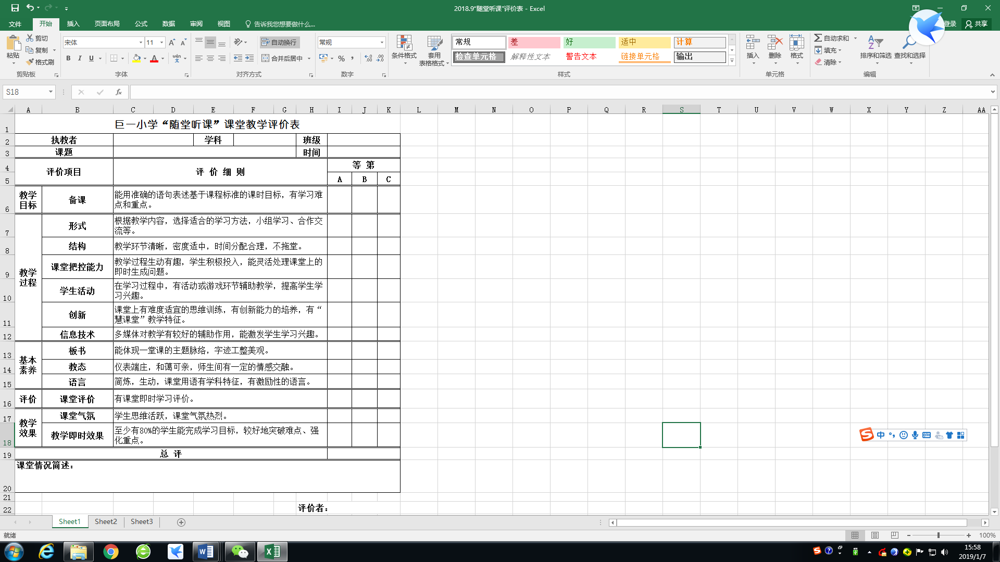 2018.9“随堂听课”评价表 - Excel
文件 开始 插入 页面布局 公式 数据 审阅 视图 告诉我您想要做什么... 登录 共享
粘贴 剪切 复制 格式刷 剪贴板
宋体 11 B I U 字体
自动换行 合并后居中 对齐方式
常规 % 数字
条件格式 套用 表格格式
常规 差 好 适中 计算
检查单元格 解释性文本 警告文本 链接单元格 输出
样式
插入 删除 格式 单元格
自动求和 填充 清除 排序和筛选 查找和选择 编辑
S18 fx
A B C D E F G H I J K L M N O P Q R S T U V W X Y Z AA
1 巨一小学“随堂听课”课堂教学评价表
2 执教者 学科 班级
3 课题 时间
4 评价项目 评 价 细 则 等 第
5 A B C
6 教学目标 备课 能用准确的语句表述基于课程标准的课时目标，有学习难
点和重点。
7 教学过程 形式 根据教学内容，选择适合的学习方法，小组学习、合作交
流等。
8 结构 教学环节清晰，密度适中，时间分配合理，不拖堂。
9 课堂把控能力 教学过程生动有趣，学生积极投入，能灵活处理课堂上的
即时生成问题。
10 学生活动 在学习过程中，有活动或游戏环节辅助教学，提高学生学
习兴趣。
11 创新 课堂上有难度适宜的思维训练，有创新能力的培养，有“
慧课堂”教学特征。
12 信息技术 多媒体对教学有较好的辅助作用，能激发学生学习兴趣。
13 基本素养 板书 能体现一堂课的主题脉络，字迹工整美观。
14 教态 仪表端庄，和蔼可亲，师生间有一定的情感交融。
15 语言 简炼，生动，课堂用语有学科特征，有激励性的语言。
16 评价 课堂评价 有课堂即时学习评价。
17 教学效果 课堂气氛 学生思维活跃，课堂气氛热烈。
18 教学即时效果 至少有80%的学生能完成学习目标，较好地突破难点、强
化重点。
19 总 评
20 课堂情况简述：
21
22 评价者：
中
Sheet1 Sheet2 Sheet3
就绪 100%
15:58
2019/1/7